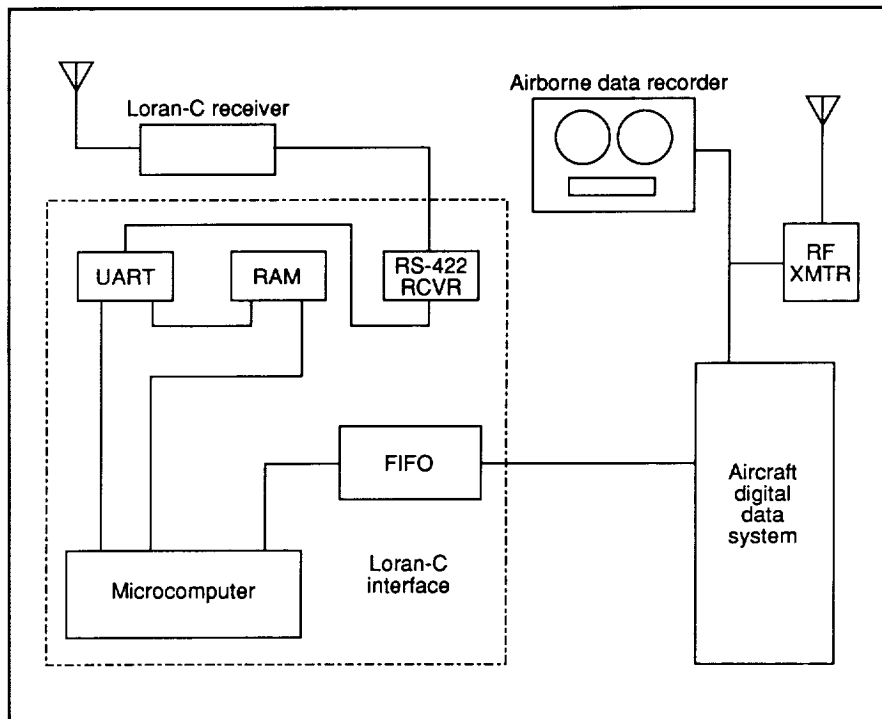 Airborne data recorder
Loran-C receiver
RF
XMTR
UART
RAM
RS-422
RCVR
FIFO
Aircraft
digital
data
system
Loran-C
interface
Microcomputer